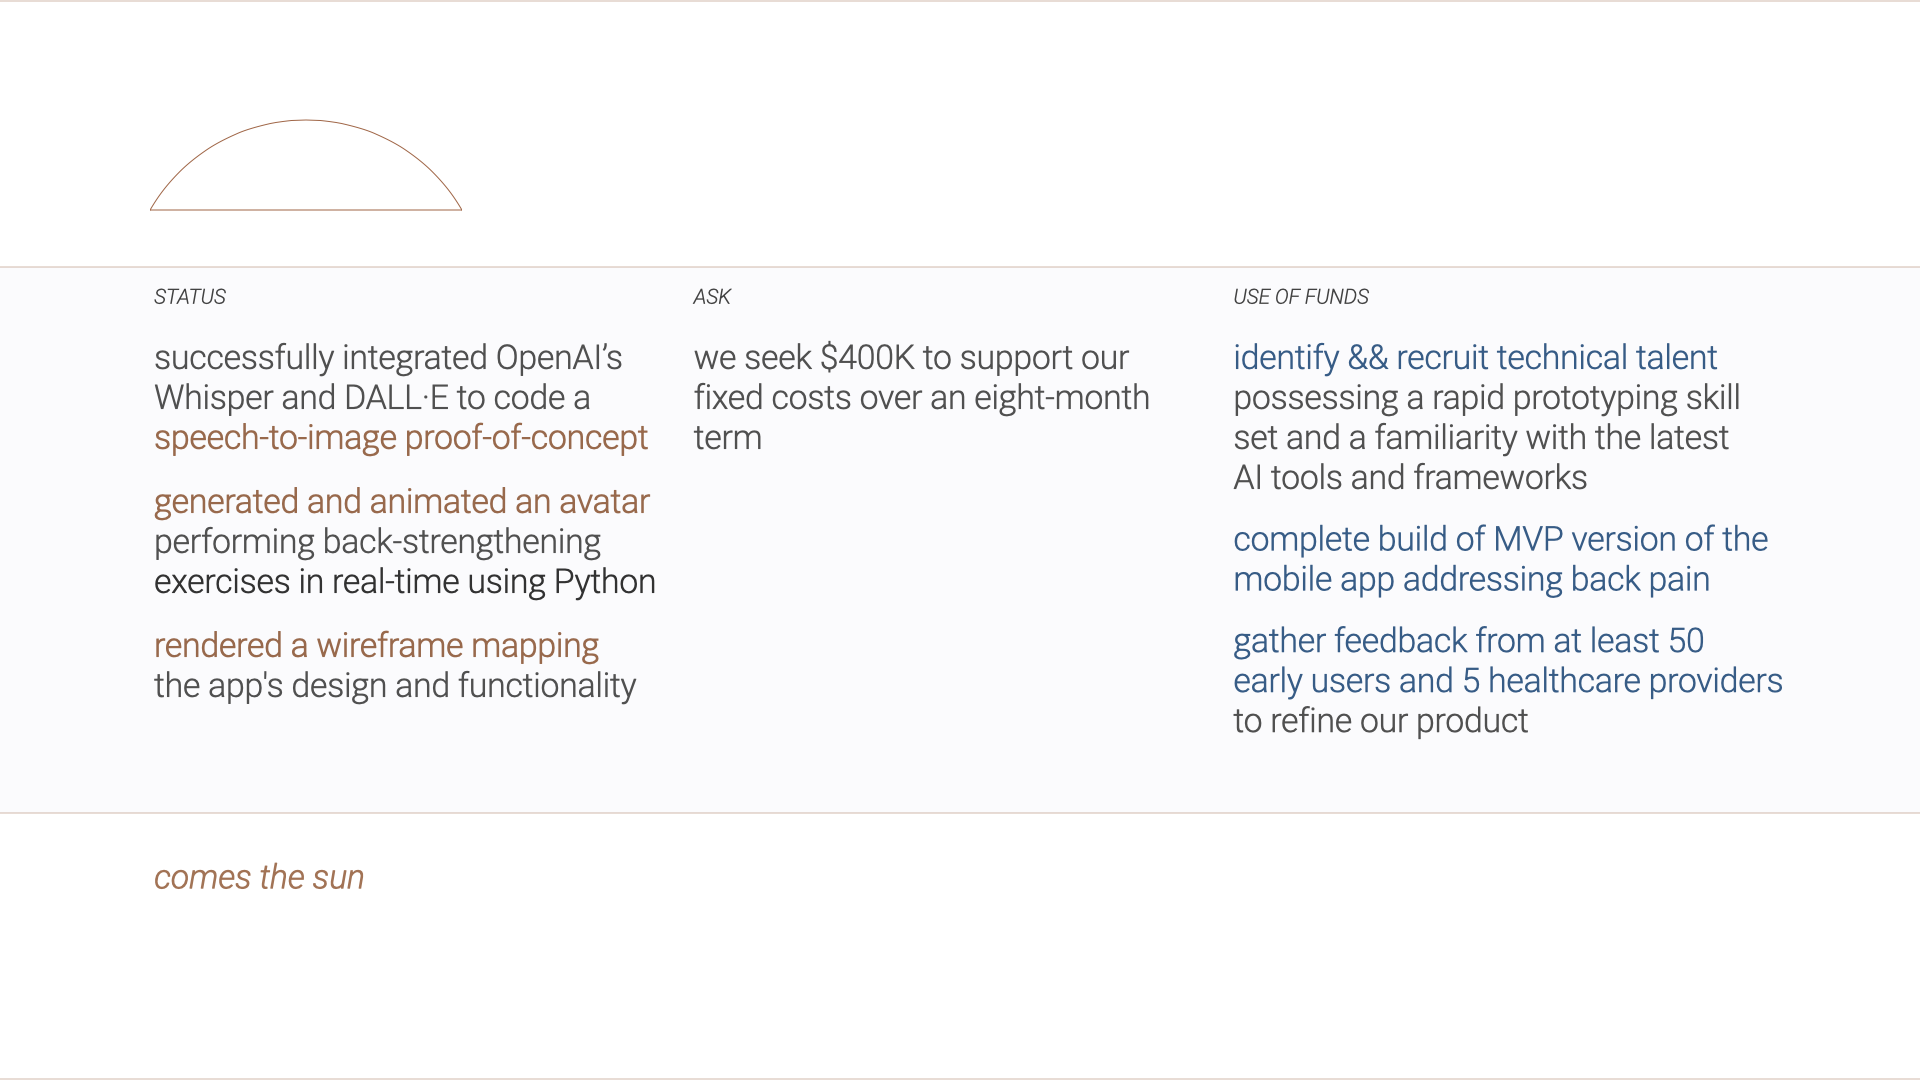 STATUS
successfully integrated OpenAI’s
Whisper and DALL·E to code a
speech-to-image proof-of-concept
generated and animated an avatar
performing back-strengthening
exercises in real-time using Python
rendered a wireframe mapping
the app's design and functionality
ASK
we seek $400K to support our
fixed costs over an eight-month
term
USE OF FUNDS
identify && recruit technical talent
possessing a rapid prototyping skill
set and a familiarity with the latest
AI tools and frameworks
complete build of MVP version of the
mobile app addressing back pain
gather feedback from at least 50
early users and 5 healthcare providers
to refine our product
comes the sun